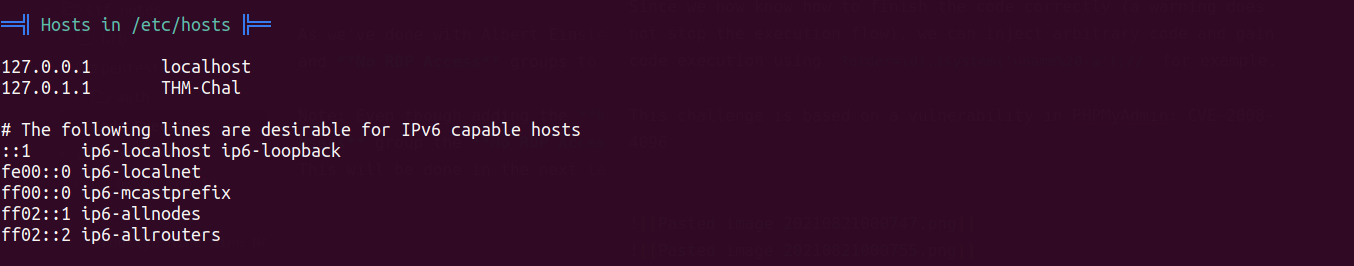 ══╣ Hosts in /etc/hosts ╠══
127.0.0.1       localhost
127.0.1.1       THM-Chal
# The following lines are desirable for IPv6 capable hosts
::1     ip6-localhost ip6-loopback
fe00::0 ip6-localnet
ff00::0 ip6-mcastprefix
ff02::1 ip6-allnodes
ff02::2 ip6-allrouters